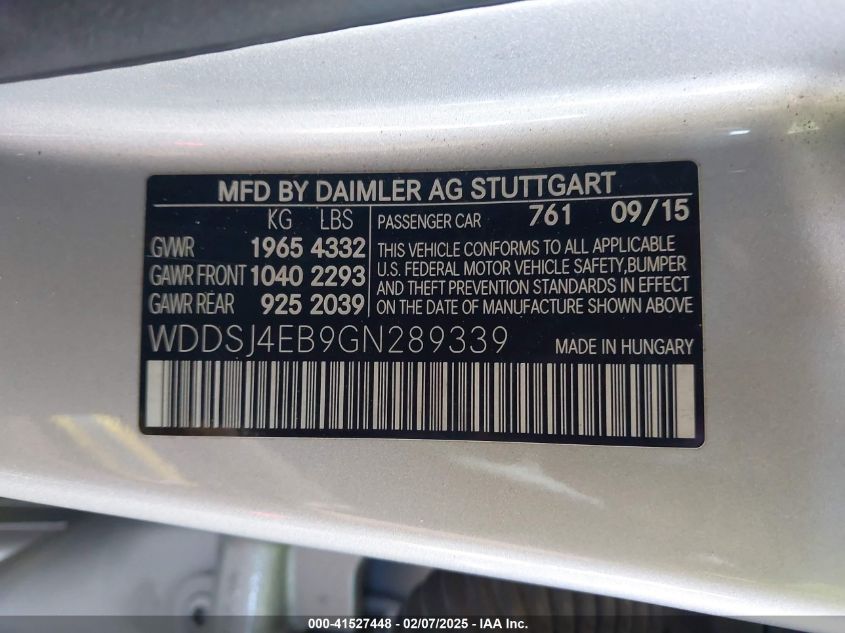 MFD BY DAIMLER AG STUTTGART
KG LBS
GVWR 1965 4332
GAWR FRONT 1040 2293
GAWR REAR 925 2039
PASSENGER CAR 761 09/15
THIS VEHICLE CONFORMS TO ALL APPLICABLE
U.S. FEDERAL MOTOR VEHICLE SAFETY, BUMPER
AND THEFT PREVENTION STANDARDS IN EFFECT
ON THE DATE OF MANUFACTURE SHOWN ABOVE
WDDSJ4EB9GN289339 MADE IN HUNGARY
000-41527448 - 02/07/2025 - IAA Inc.